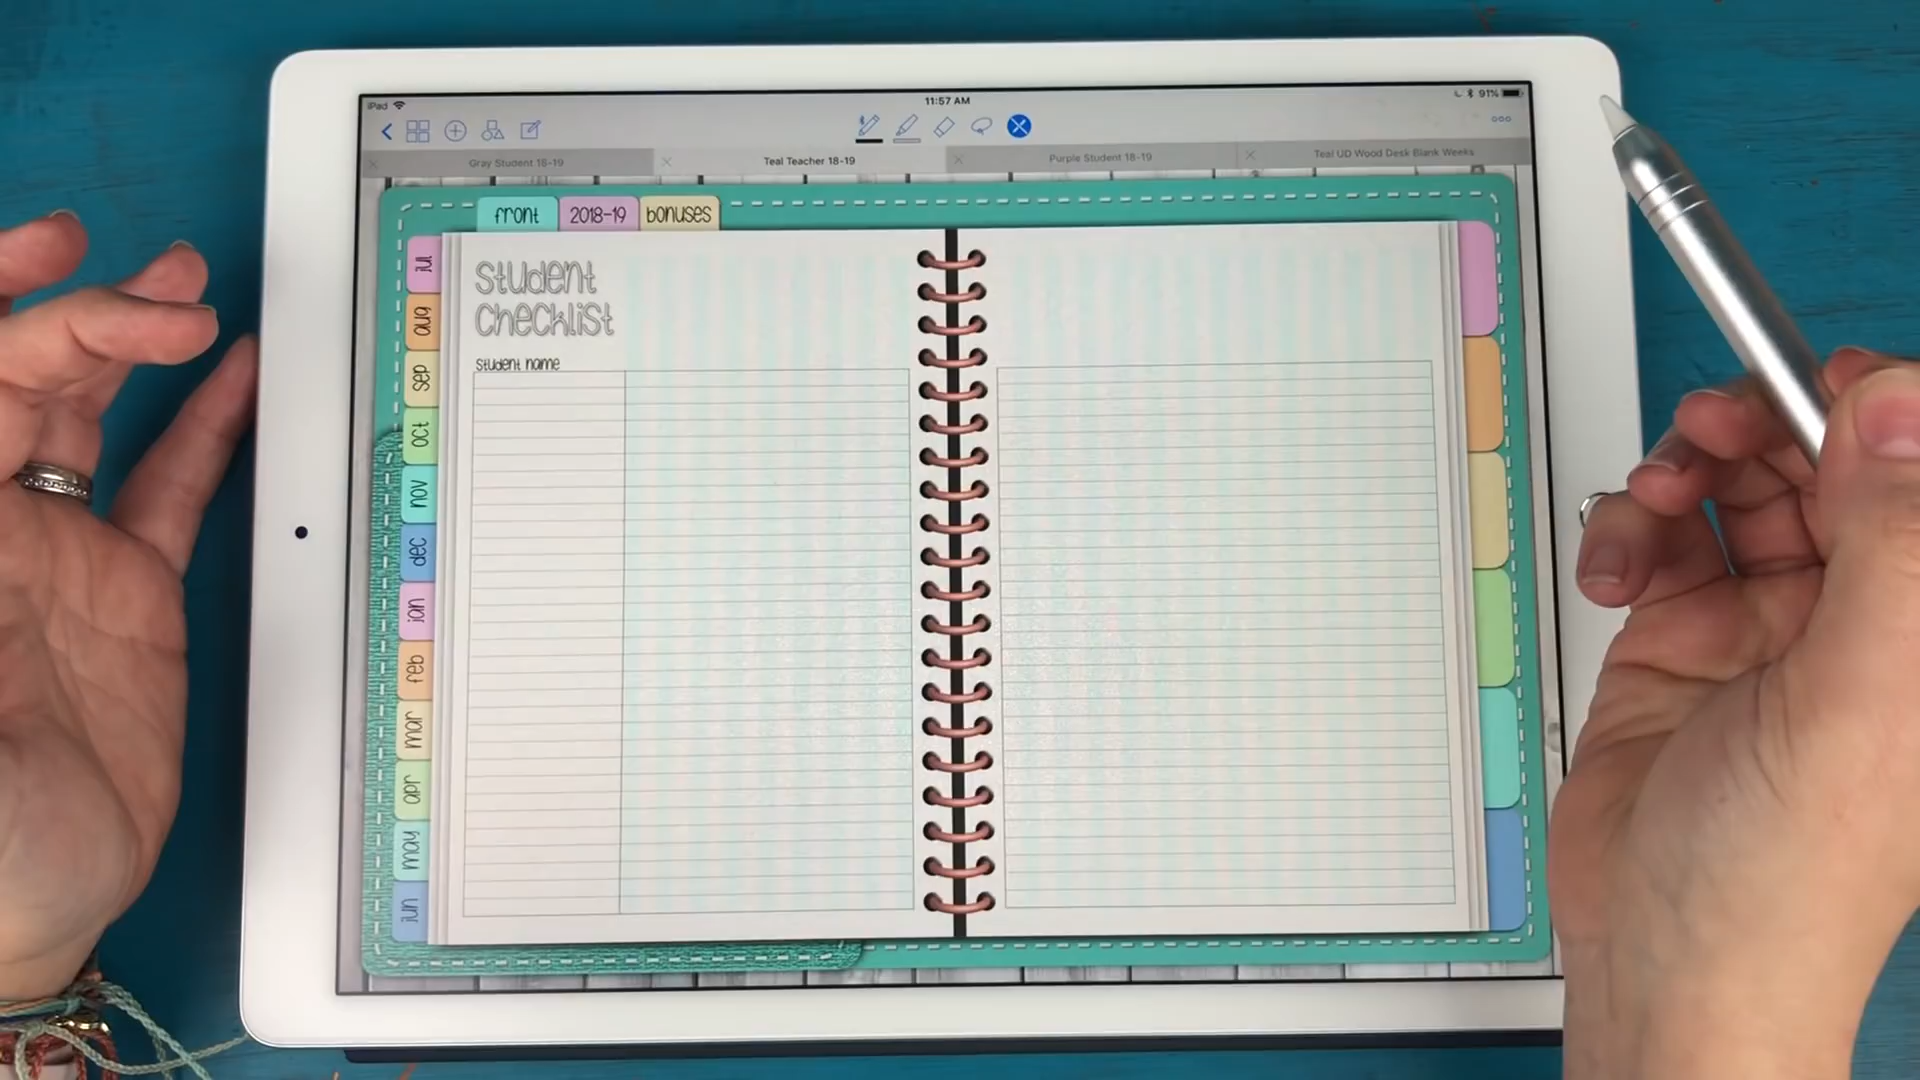 iPad
11:57 AM
91%
Gray Student 18-19
Teal Teacher 18-19
Purple Student 18-19
Teal UD Wood Desk Blank Weeks
front
2018-19
bonuses
Student
Checklist
Student name
jul
aug
sep
oct
nov
dec
jan
feb
mar
apr
may
jun